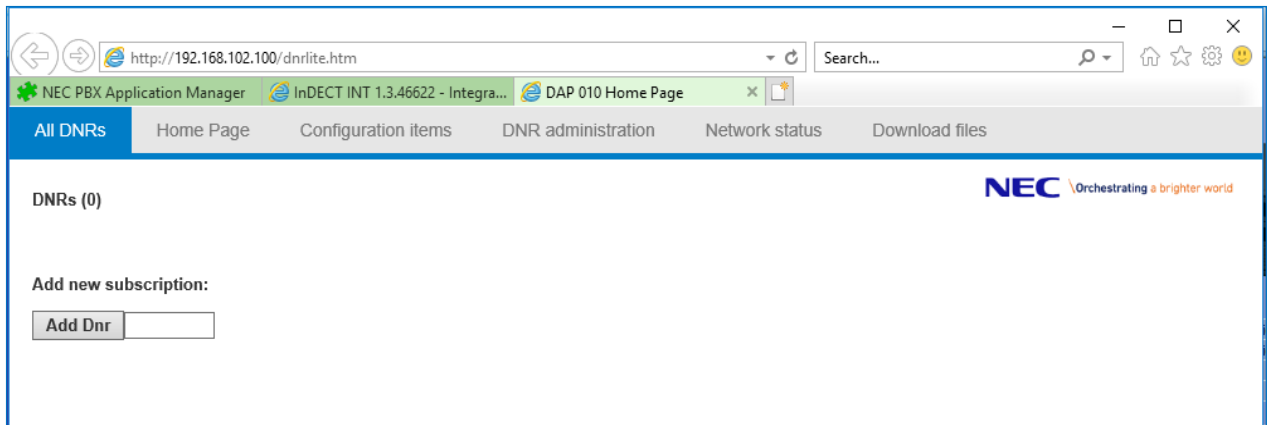 http://192.168.102.100/dnrlite.htm Search...
NEC PBX Application Manager InDECT INT 1.3.46622 - Integra... DAP 010 Home Page
All DNRs Home Page Configuration items DNR administration Network status Download files
NEC \Orchestrating a brighter world
DNRs (0)
Add new subscription:
Add Dnr